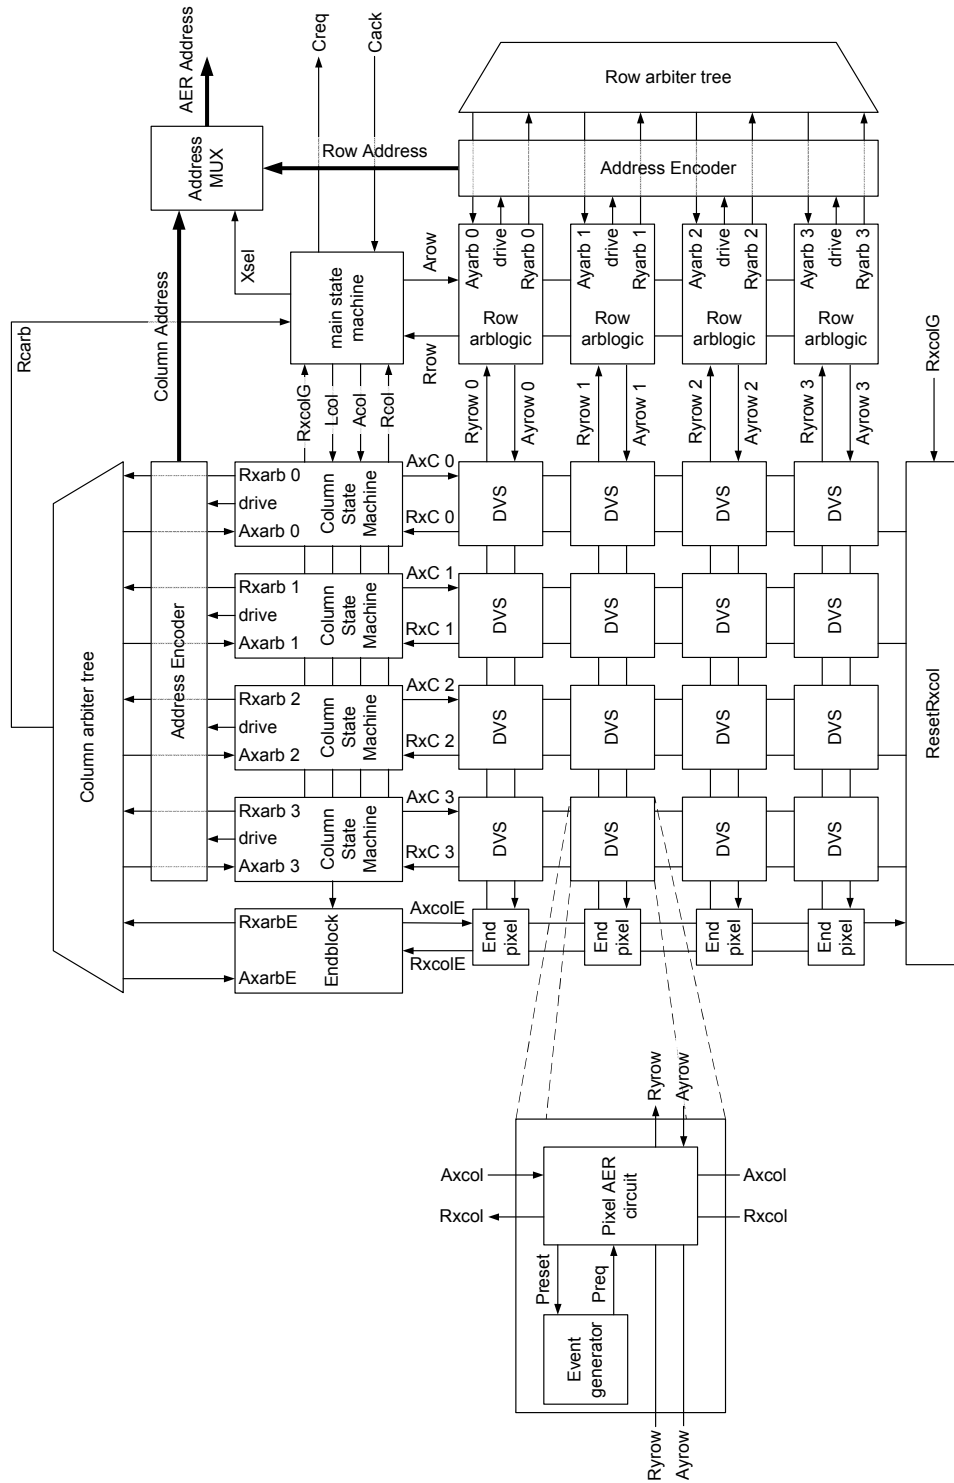 AER Address
Creq
Cack
Address
MUX
Row Address
Row arbiter tree
Address Encoder
Column Address
Xsel
Rcarb
main state
machine
Arow
Rrow
RxcolG
Lcol
Acol
Rcol
Ayarb 0
drive
Ryarb 0
Row
arblogic
Ayarb 1
drive
Ryarb 1
Row
arblogic
Ayarb 2
drive
Ryarb 2
Row
arblogic
Ayarb 3
drive
Ryarb 3
Row
arblogic
Ryrow 0
Ayrow 0
Ryrow 1
Ayrow 1
Ryrow 2
Ayrow 2
Ryrow 3
Ayrow 3
RxcolG
Column arbiter tree
Address Encoder
Rxarb 0
drive
Axarb 0
Column
State
Machine
AxC 0
RxC 0
DVS
DVS
DVS
DVS
Rxarb 1
drive
Axarb 1
Column
State
Machine
AxC 1
RxC 1
DVS
DVS
DVS
DVS
Rxarb 2
drive
Axarb 2
Column
State
Machine
AxC 2
RxC 2
DVS
DVS
DVS
DVS
Rxarb 3
drive
Axarb 3
Column
State
Machine
AxC 3
RxC 3
DVS
DVS
DVS
DVS
RxarbE
AxarbE
Endblock
AxcolE
RxcolE
End
pixel
End
pixel
End
pixel
End
pixel
ResetRxcol
Ryrow
Ayrow
Axcol
Rxcol
Pixel AER
circuit
Axcol
Rxcol
Preset
Preq
Event
generator
Ryrow
Ayrow